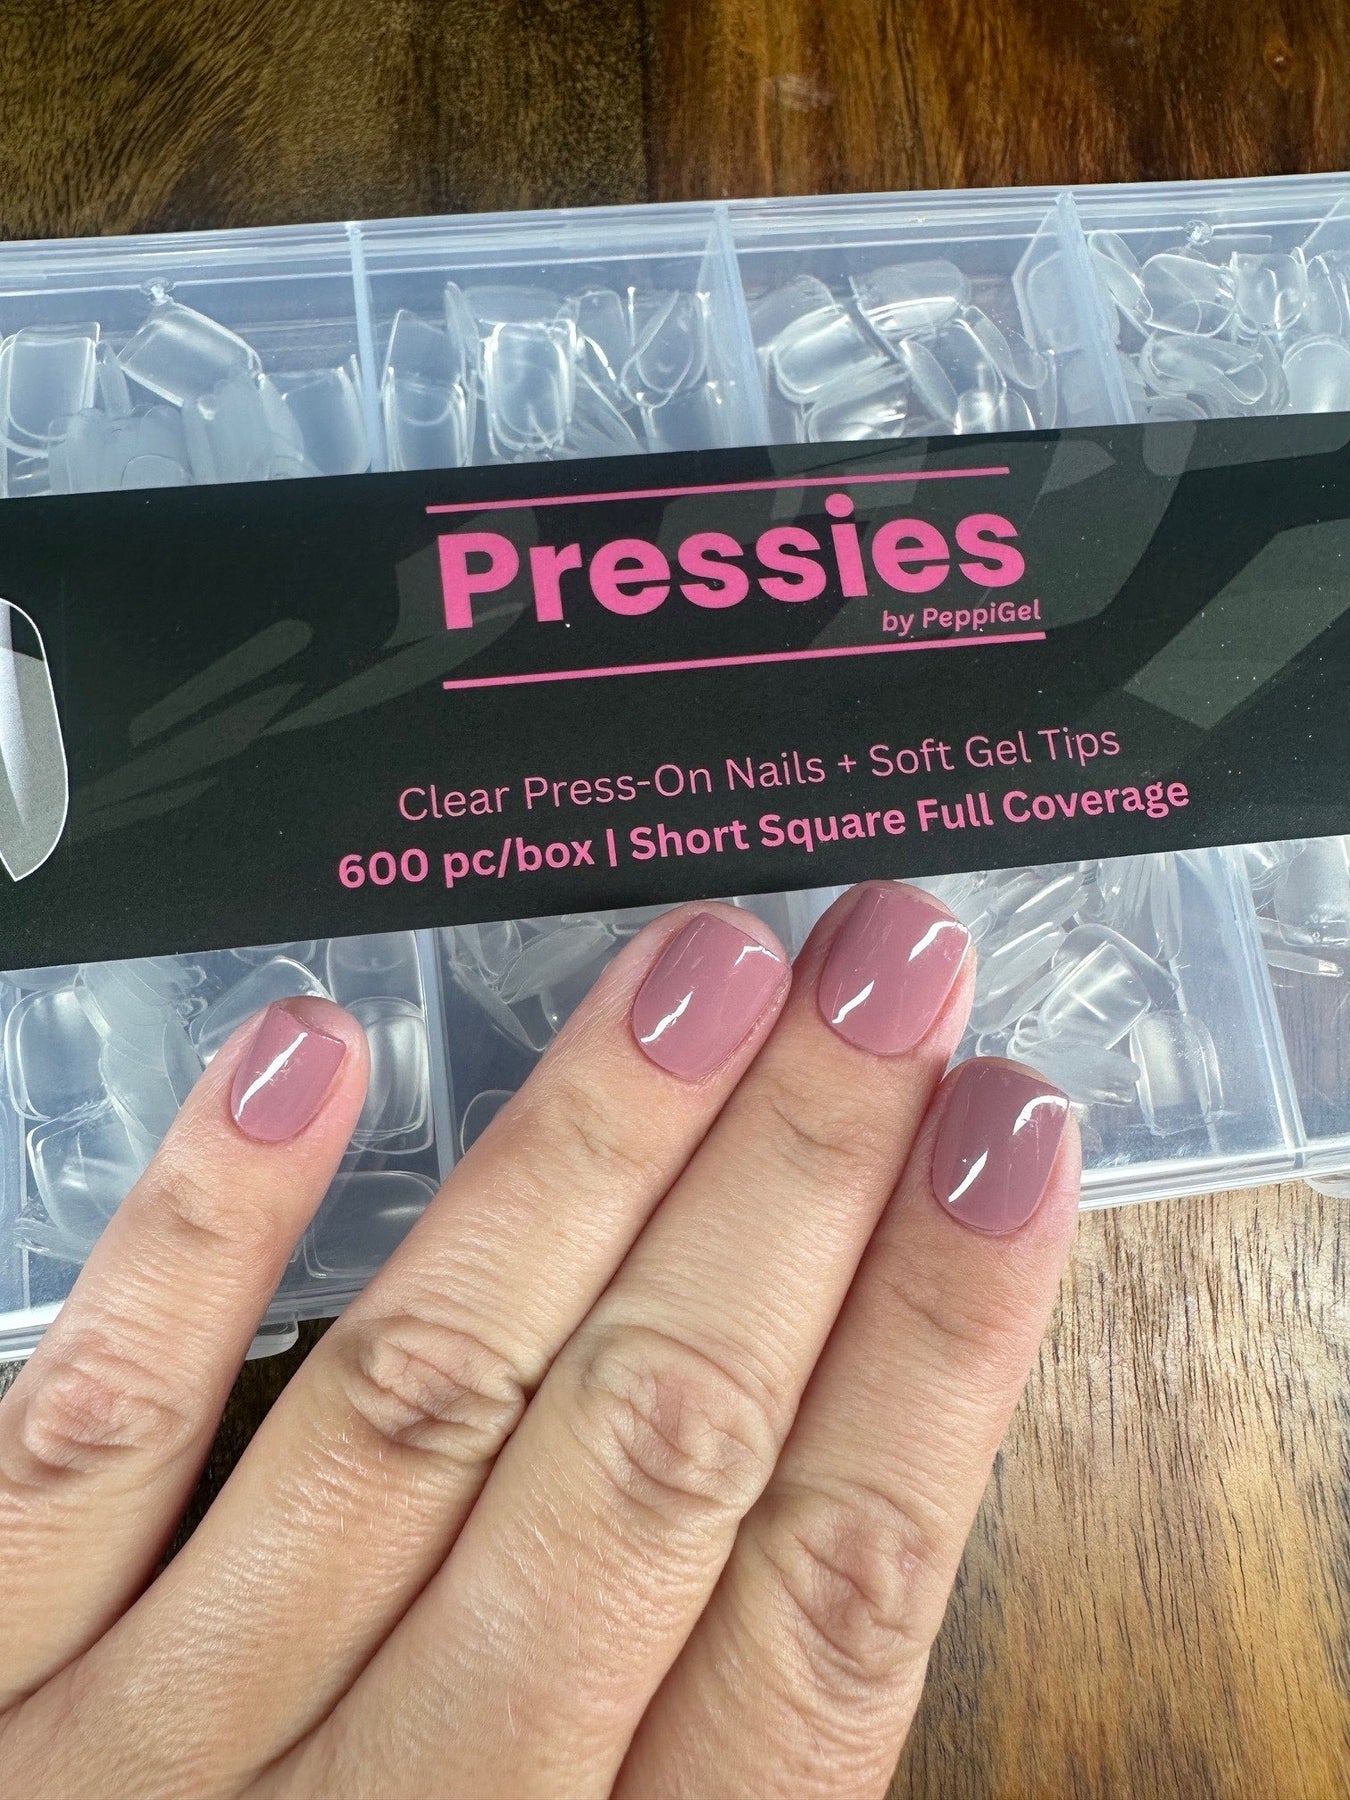 Pressies
by PeppiGel
Clear Press-On Nails + Soft Gel Tips
600 pc/box | Short Square Full Coverage